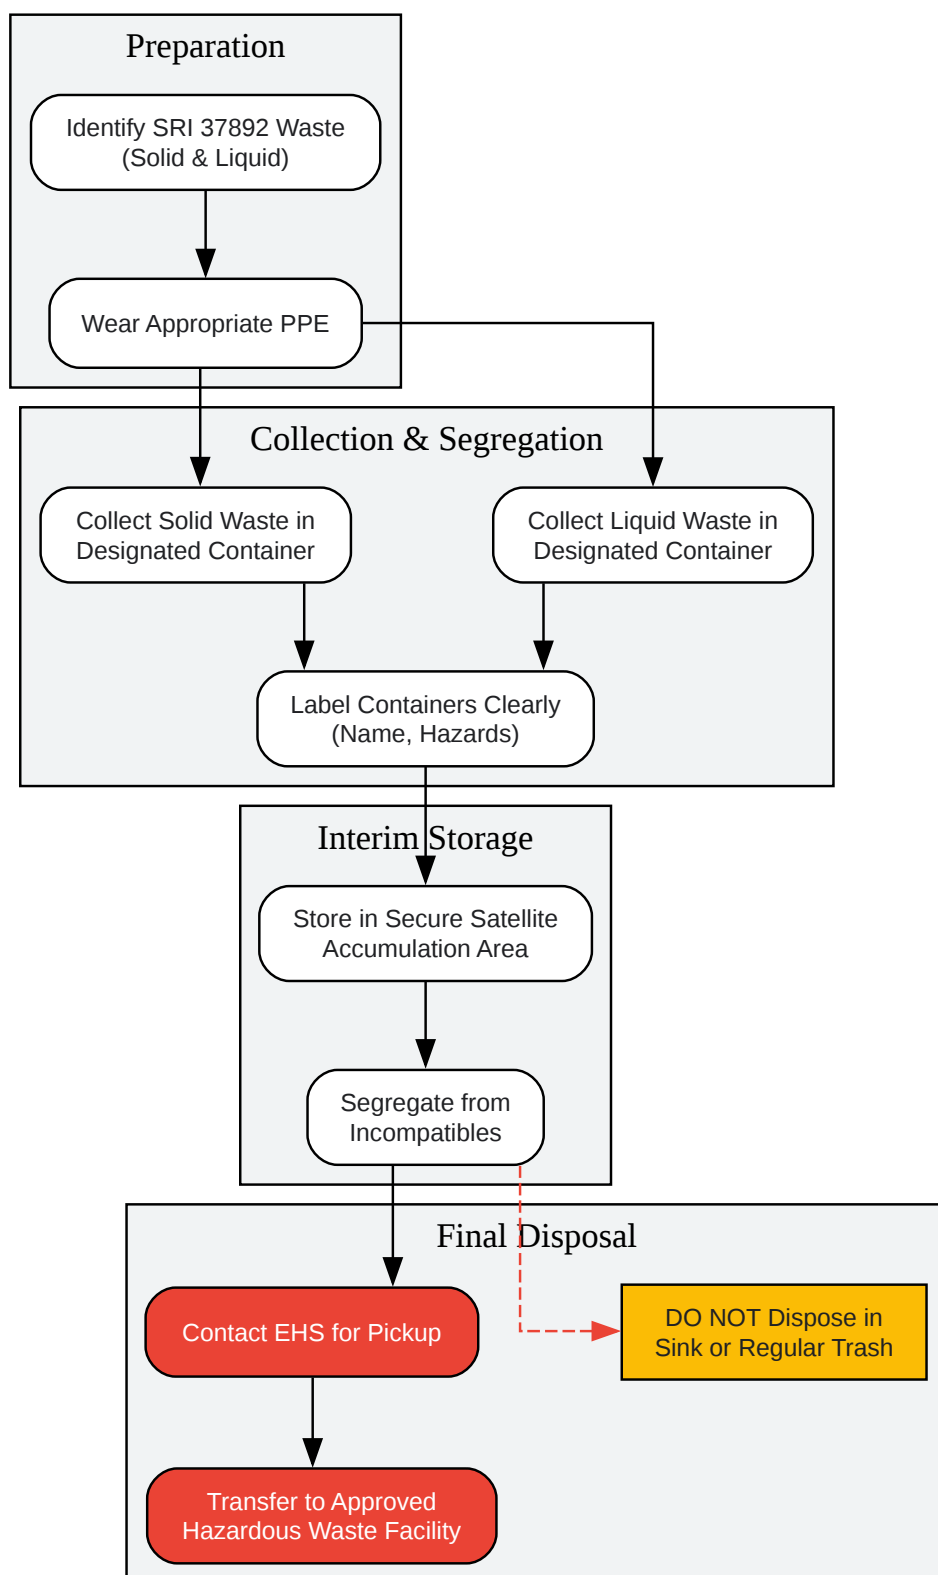 Preparation
Identify SRI 37892 Waste
(Solid & Liquid)
Wear Appropriate PPE
Collection & Segregation
Collect Solid Waste in
Designated Container
Collect Liquid Waste in
Designated Container
Label Containers Clearly
(Name, Hazards)
Interim Storage
Store in Secure Satellite
Accumulation Area
Segregate from
Incompatibles
Final Disposal
Contact EHS for Pickup
DO NOT Dispose in
Sink or Regular Trash
Transfer to Approved
Hazardous Waste Facility